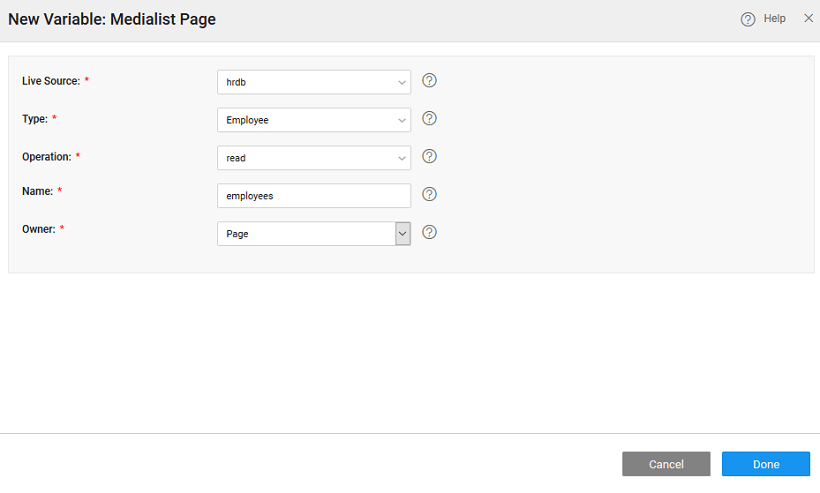 New Variable: Medialist Page
? Help
Live Source: * hrdb ?
Type: * Employee ?
Operation: * read ?
Name: * employees ?
Owner: * Page ?
Cancel Done